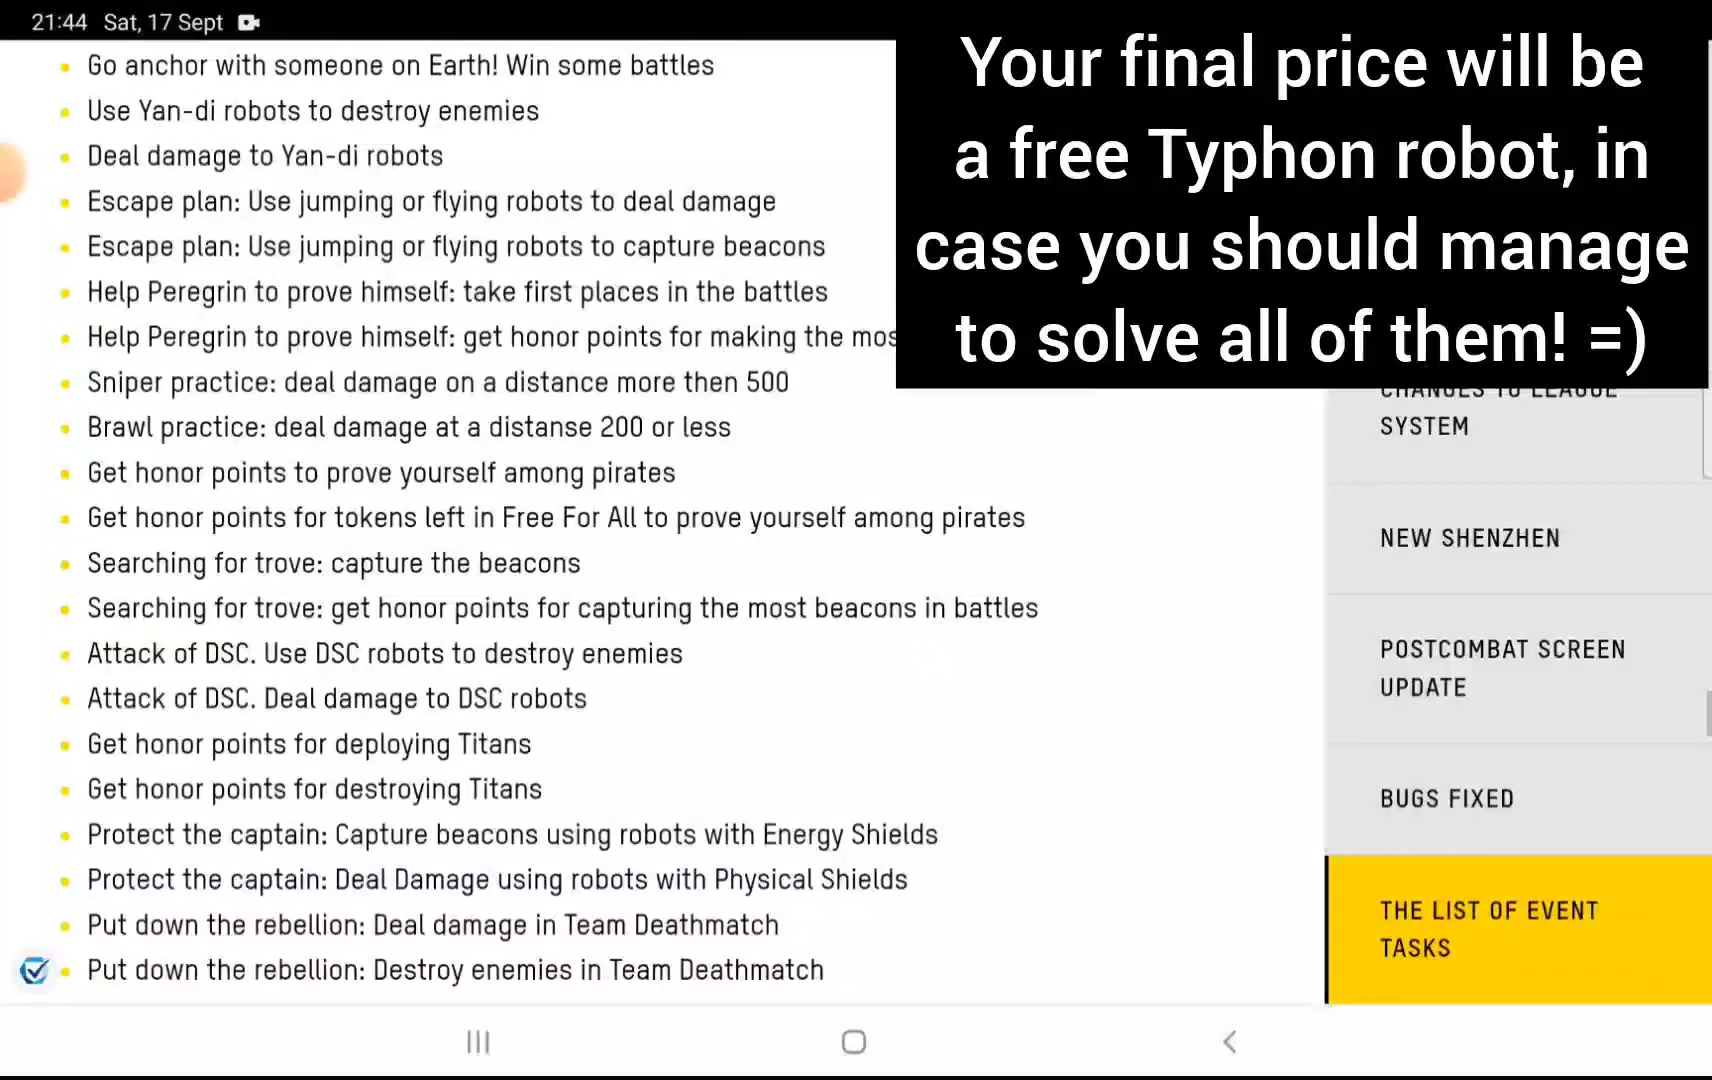 21:44 Sat, 17 Sept
Your final price will be
a free Typhon robot, in
case you should manage
to solve all of them! =)
Go anchor with someone on Earth! Win some battles
Use Yan-di robots to destroy enemies
Deal damage to Yan-di robots
Escape plan: Use jumping or flying robots to deal damage
Escape plan: Use jumping or flying robots to capture beacons
Help Peregrin to prove himself: take first places in the battles
Help Peregrin to prove himself: get honor points for making the mos
Sniper practice: deal damage on a distance more then 500
Brawl practice: deal damage at a distanse 200 or less
Get honor points to prove yourself among pirates
Get honor points for tokens left in Free For All to prove yourself among pirates
Searching for trove: capture the beacons
Searching for trove: get honor points for capturing the most beacons in battles
Attack of DSC. Use DSC robots to destroy enemies
Attack of DSC. Deal damage to DSC robots
Get honor points for deploying Titans
Get honor points for destroying Titans
Protect the captain: Capture beacons using robots with Energy Shields
Protect the captain: Deal Damage using robots with Physical Shields
Put down the rebellion: Deal damage in Team Deathmatch
Put down the rebellion: Destroy enemies in Team Deathmatch
CHANGES TO LEAGUE
SYSTEM
NEW SHENZHEN
POSTCOMBAT SCREEN
UPDATE
BUGS FIXED
THE LIST OF EVENT
TASKS